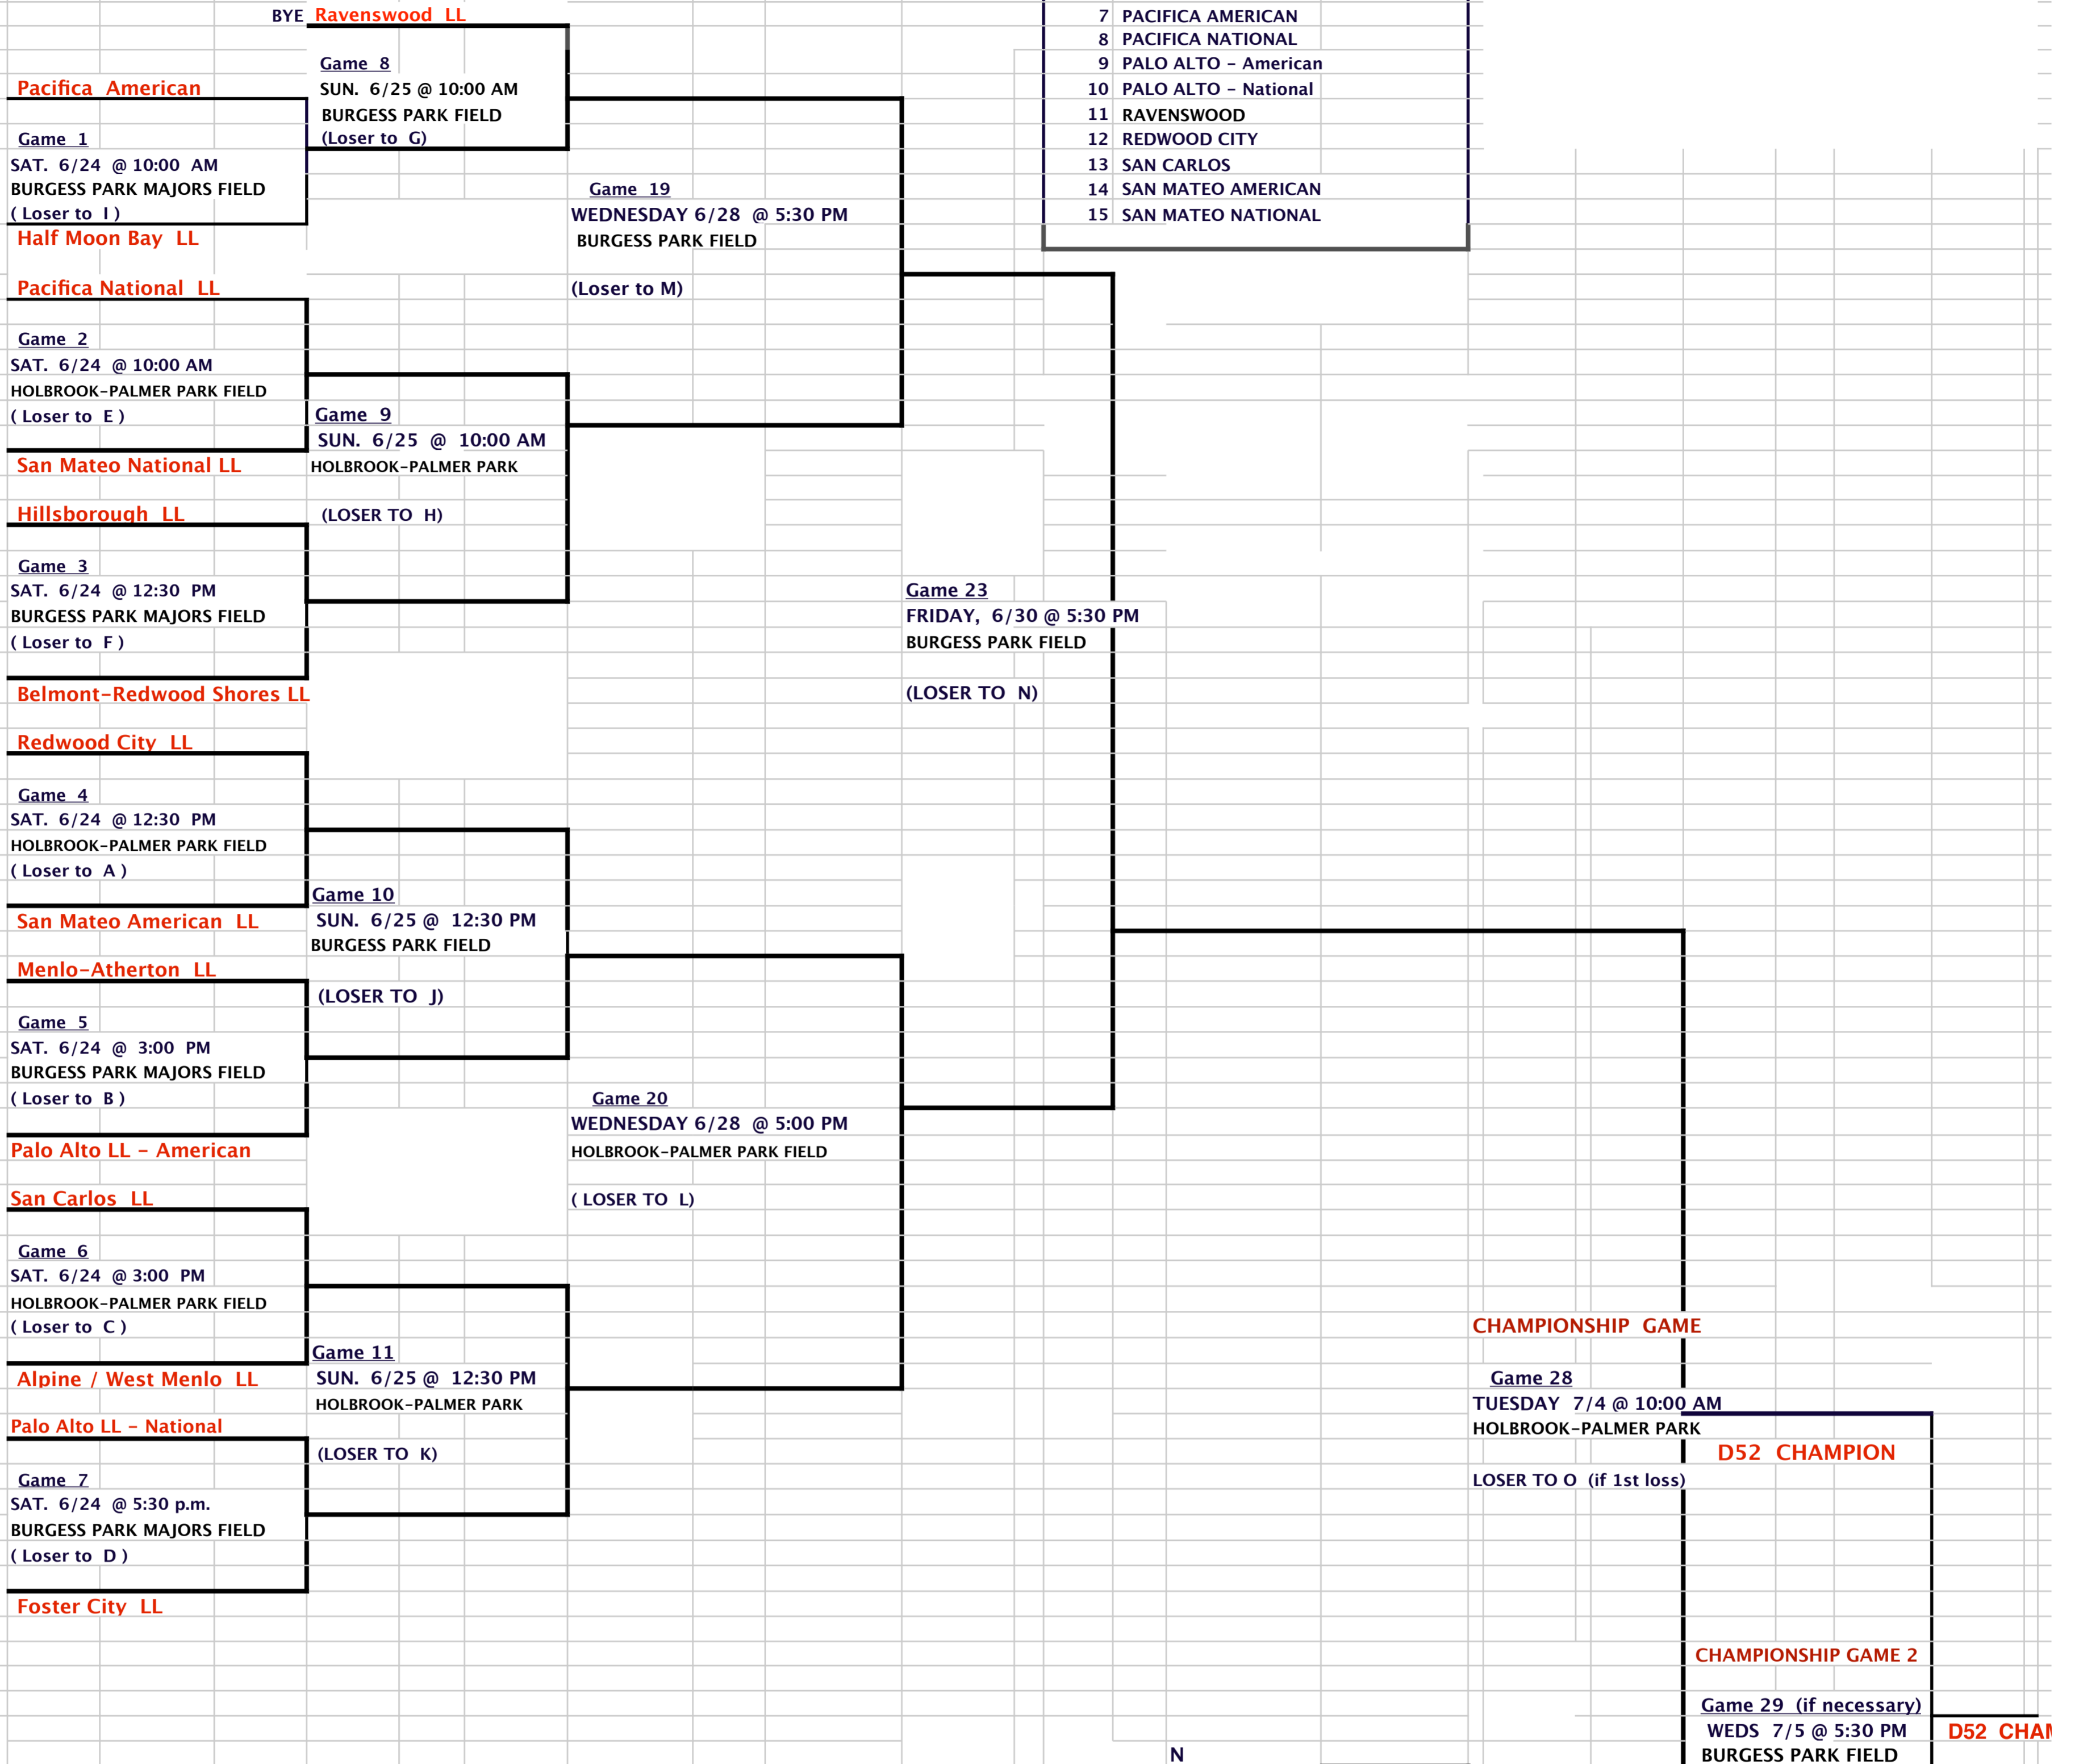 BYE Ravenswood LL
Game 8
SUN. 6/25 @ 10:00 AM
BURGESS PARK FIELD
(Loser to G)
Pacifica American
Game 1
SAT. 6/24 @ 10:00 AM
BURGESS PARK MAJORS FIELD
( Loser to I )
Half Moon Bay LL
Pacifica National LL
Game 2
SAT. 6/24 @ 10:00 AM
HOLBROOK-PALMER PARK FIELD
( Loser to E )
San Mateo National LL
Hillsborough LL
Game 3
SAT. 6/24 @ 12:30 PM
BURGESS PARK MAJORS FIELD
( Loser to F )
Belmont-Redwood Shores LL
Redwood City LL
Game 4
SAT. 6/24 @ 12:30 PM
HOLBROOK-PALMER PARK FIELD
( Loser to A )
San Mateo American LL
Menlo-Atherton LL
Game 5
SAT. 6/24 @ 3:00 PM
BURGESS PARK MAJORS FIELD
( Loser to B )
Palo Alto LL - American
San Carlos LL
Game 6
SAT. 6/24 @ 3:00 PM
HOLBROOK-PALMER PARK FIELD
( Loser to C )
Alpine / West Menlo LL
Palo Alto LL - National
Game 7
SAT. 6/24 @ 5:30 p.m.
BURGESS PARK MAJORS FIELD
( Loser to D )
Foster City LL
Game 9
SUN. 6/25 @ 10:00 AM
HOLBROOK-PALMER PARK
(LOSER TO H)
Game 10
SUN. 6/25 @ 12:30 PM
BURGESS PARK FIELD
(LOSER TO J)
Game 11
SUN. 6/25 @ 12:30 PM
HOLBROOK-PALMER PARK
(LOSER TO K)
Game 19
WEDNESDAY 6/28 @ 5:30 PM
BURGESS PARK FIELD
(Loser to M)
Game 20
WEDNESDAY 6/28 @ 5:00 PM
HOLBROOK-PALMER PARK FIELD
( LOSER TO L)
7 PACIFICA AMERICAN
8 PACIFICA NATIONAL
9 PALO ALTO - American
10 PALO ALTO - National
11 RAVENSWOOD
12 REDWOOD CITY
13 SAN CARLOS
14 SAN MATEO AMERICAN
15 SAN MATEO NATIONAL
Game 23
FRIDAY, 6/30 @ 5:30 PM
BURGESS PARK FIELD
(LOSER TO N)
CHAMPIONSHIP GAME
Game 28
TUESDAY 7/4 @ 10:00 AM
HOLBROOK-PALMER PARK
LOSER TO O (if 1st loss)
D52 CHAMPION
CHAMPIONSHIP GAME 2
Game 29 (if necessary)
WEDS 7/5 @ 5:30 PM
BURGESS PARK FIELD
D52
N